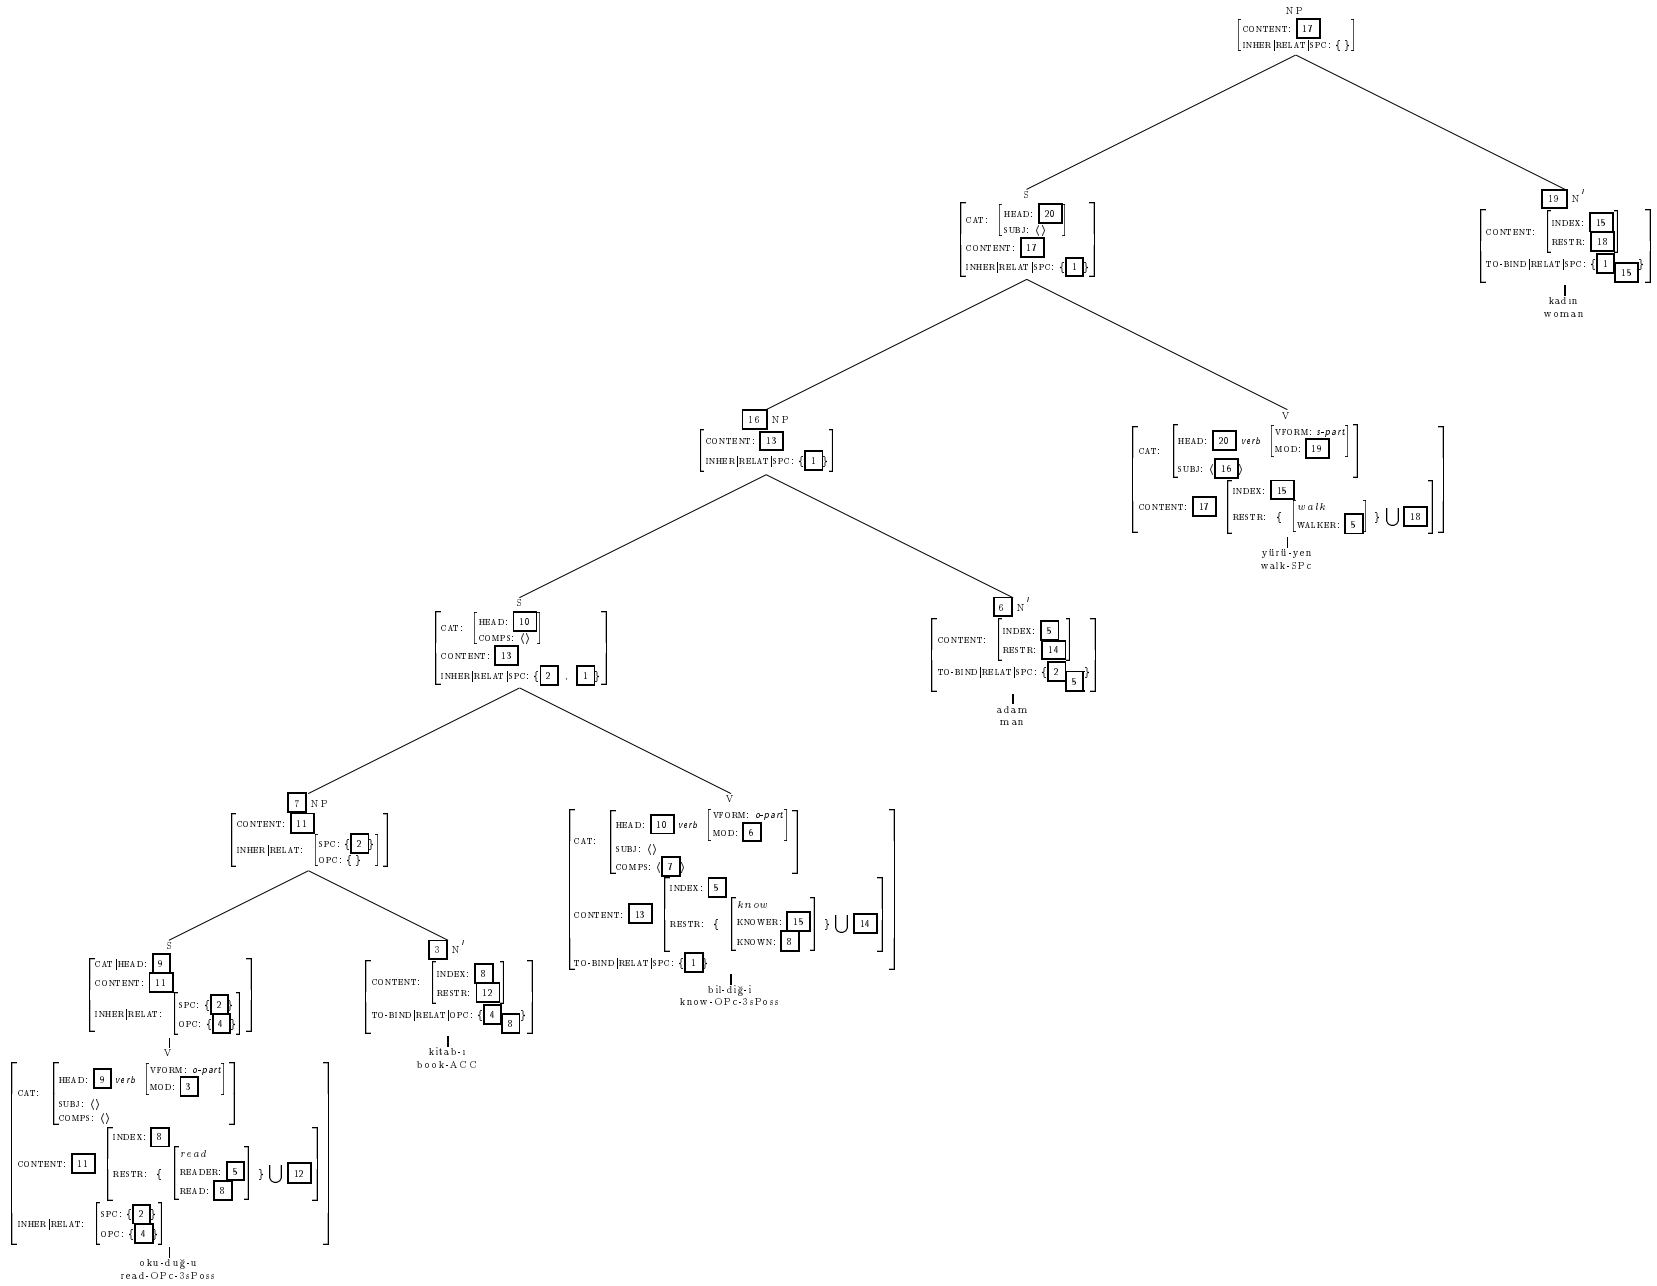 NP
CONTENT: 17
INHER|RELAT|SPC: { }
S
CAT: HEAD: 20
SUBJ: ⟨⟩
CONTENT: 17
INHER|RELAT|SPC: { 1 }
19 N′
CONTENT: INDEX: 15
RESTR: 18
TO-BIND|RELAT|SPC: { 1 15 }
kadın
woman
16 NP
CONTENT: 13
INHER|RELAT|SPC: { 1 }
V
CAT: HEAD: 20 verb VFORM: s-part
MOD: 19
SUBJ: ⟨ 16 ⟩
CONTENT: 17 INDEX: 15
RESTR: { walk
WALKER: 5 } ⋃ 18
yürü-yen
walk-SPc
S
CAT: HEAD: 10
COMPS: ⟨⟩
CONTENT: 13
INHER|RELAT|SPC: { 2 , 1 }
6 N′
CONTENT: INDEX: 5
RESTR: 14
TO-BIND|RELAT|SPC: { 2 5 }
adam
man
7 NP
CONTENT: 11
INHER|RELAT: SPC: { 2 }
OPC: { }
V
CAT: HEAD: 10 verb VFORM: o-part
MOD: 6
SUBJ: ⟨⟩
COMPS: ⟨ 7 ⟩
CONTENT: 13 INDEX: 5
RESTR: { know
KNOWER: 15
KNOWN: 8 } ⋃ 14
TO-BIND|RELAT|SPC: { 1 }
bil-diğ-i
know-OPc-3sPoss
S
CAT|HEAD: 9
CONTENT: 11
INHER|RELAT: SPC: { 2 }
OPC: { 4 }
3 N′
CONTENT: INDEX: 8
RESTR: 12
TO-BIND|RELAT|OPC: { 4 8 }
kitab-ı
book-ACC
V
CAT: HEAD: 9 verb VFORM: o-part
MOD: 3
SUBJ: ⟨⟩
COMPS: ⟨⟩
CONTENT: 11 INDEX: 8
RESTR: { read
READER: 5
READ: 8 } ⋃ 12
INHER|RELAT: SPC: { 2 }
OPC: { 4 }
oku-duğ-u
read-OPc-3sPoss